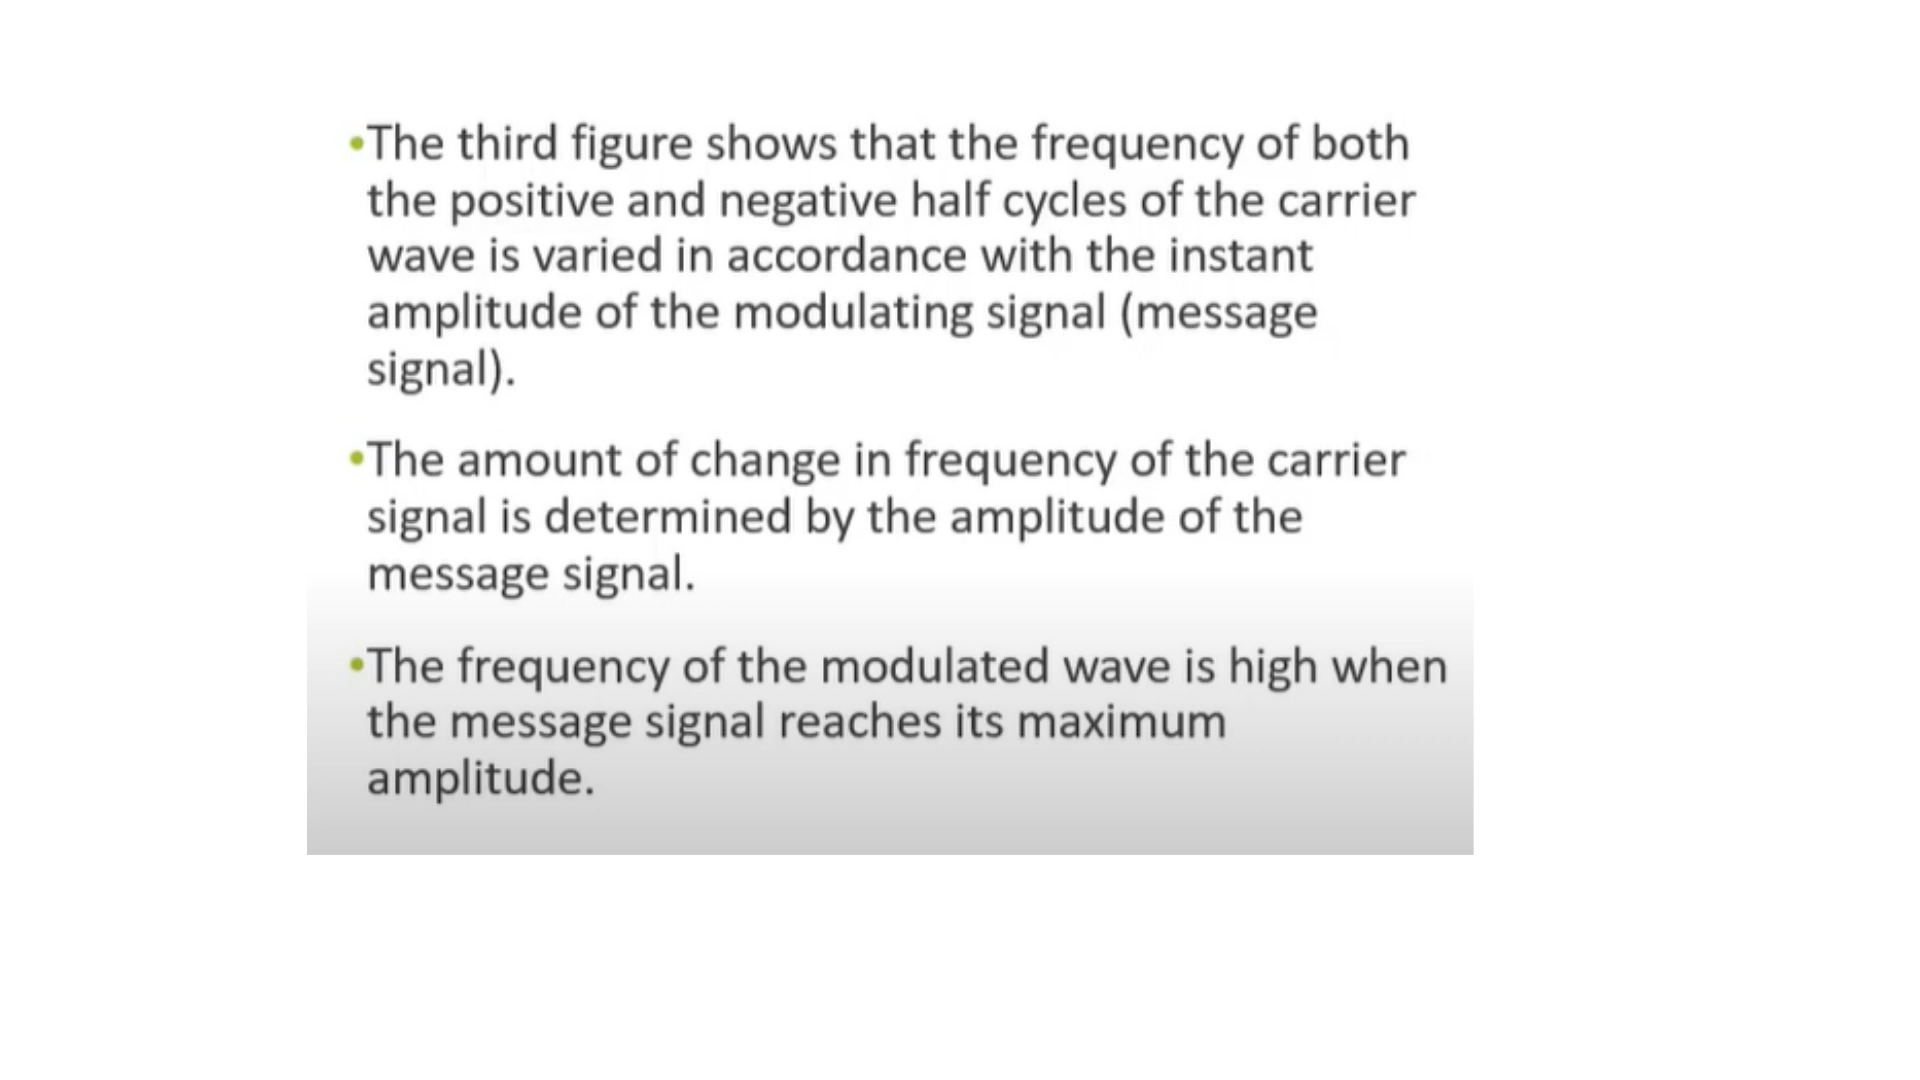 •The third figure shows that the frequency of both
the positive and negative half cycles of the carrier
wave is varied in accordance with the instant
amplitude of the modulating signal (message
signal).
•The amount of change in frequency of the carrier
signal is determined by the amplitude of the
message signal.
•The frequency of the modulated wave is high when
the message signal reaches its maximum
amplitude.